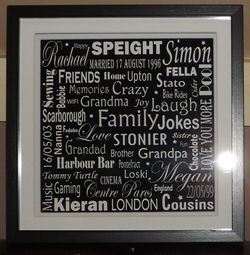 Happy SPEIGHT Simon
Rachael MARRIED 17 AUGUST 1996
FRIENDS Home Upton FELLA
Sewing Bobbie Memories Crazy Stato POOL
WIFI Grandma Joy Bike Rides
Scarborough Family Laugh LOVE YOU MORE
16/05/03 Nanna Jokes
Love STONIER Sister
Grandad Brother Grandpa Chocolate
Harbour Bar Pontefract
Tommy Turtle CINEMA Loski Megan
Music Gaming Centre Parcs England 22/05/99
Kieran LONDON Cousins